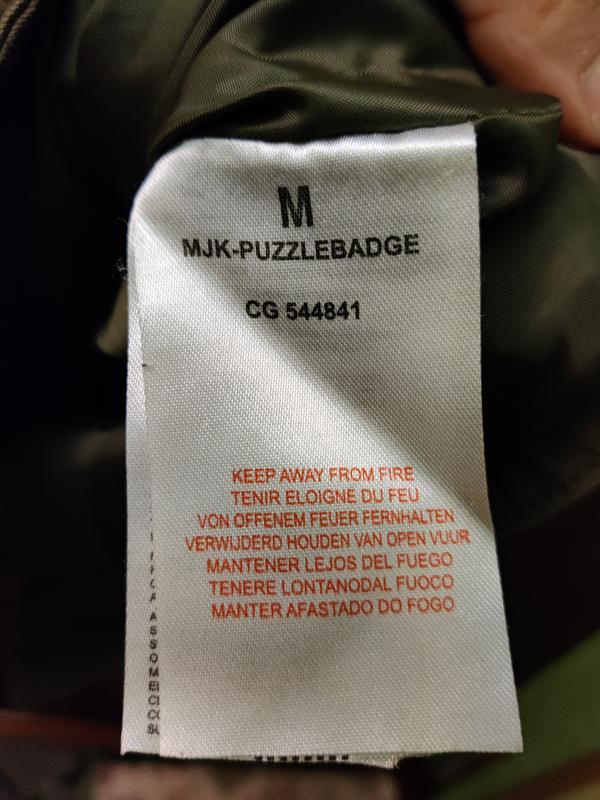 M
MJK-PUZZLEBADGE
CG 544841
KEEP AWAY FROM FIRE
TENIR ELOIGNE DU FEU
VON OFFENEM FEUER FERNHALTEN
VERWIJDERD HOUDEN VAN OPEN VUUR
MANTENER LEJOS DEL FUEGO
TENERE LONTANODAL FUOCO
MANTER AFASTADO DO FOGO